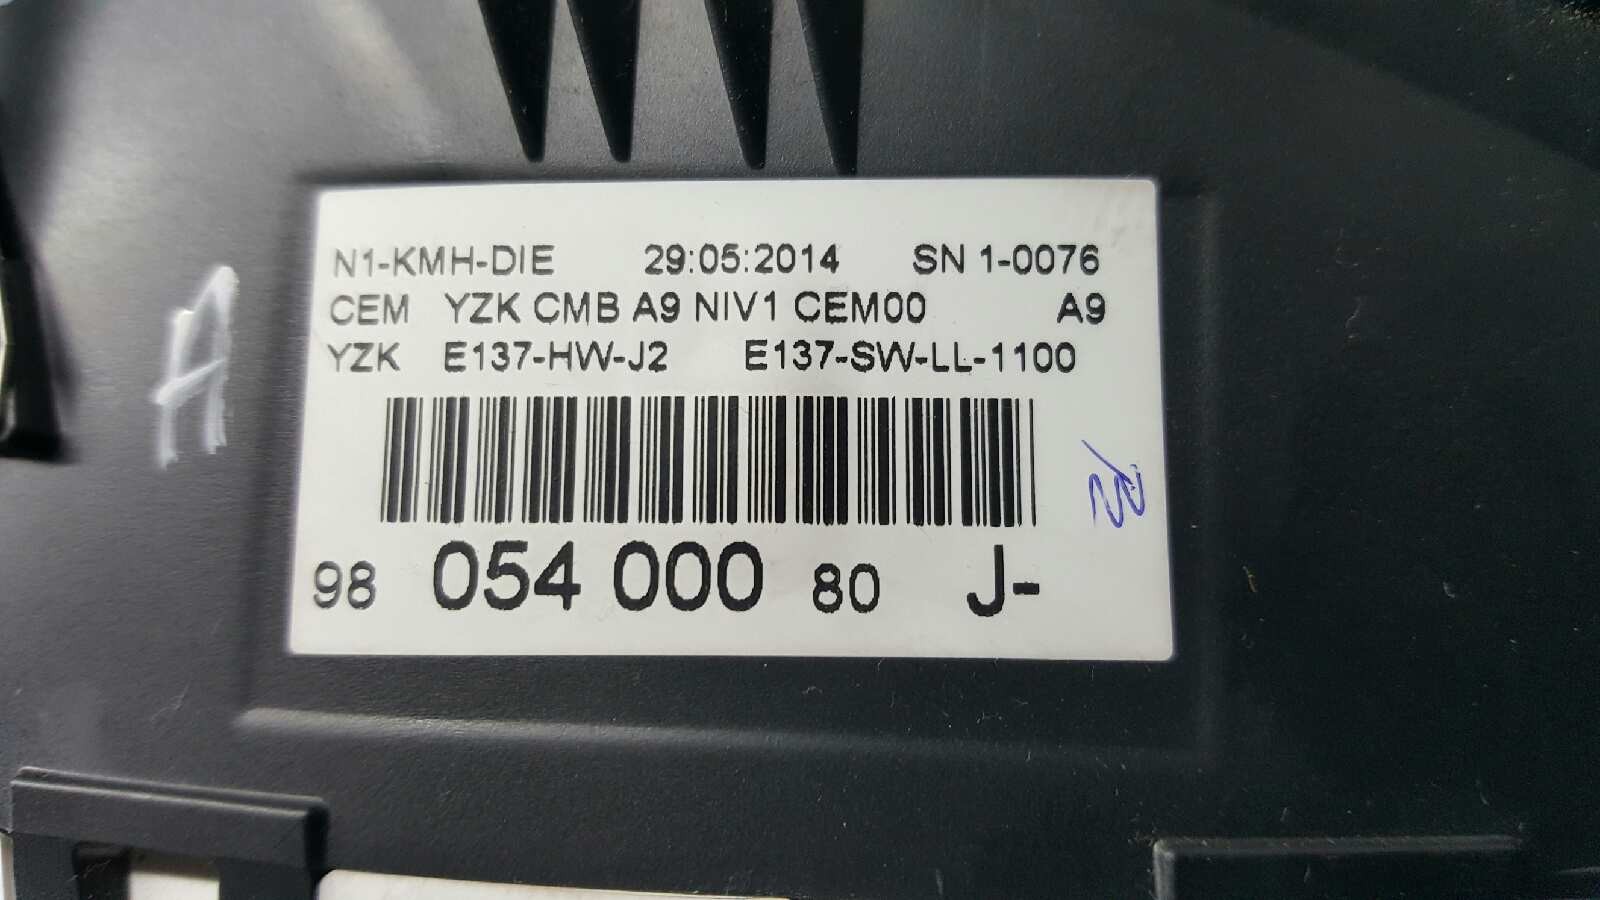 N1-KMH-DIE 29:05:2014 SN 1-0076
CEM YZK CMB A9 NIV1 CEM00 A9
YZK E137-HW-J2 E137-SW-LL-1100
98 054 000 80 J-
A